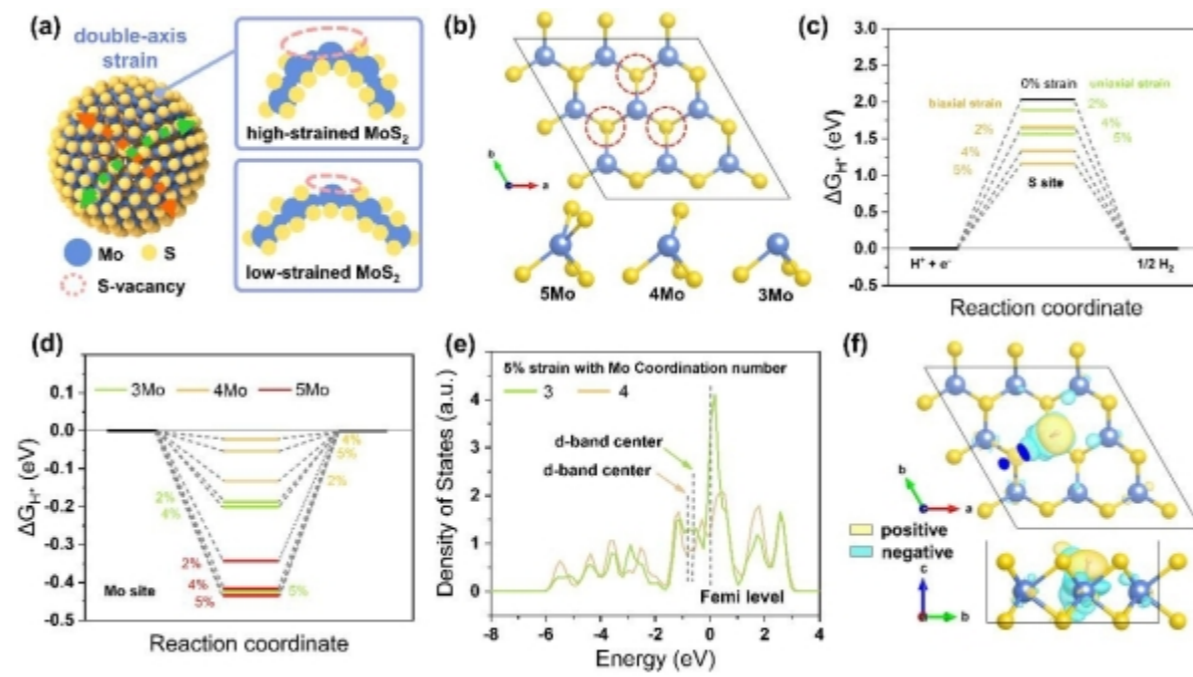 (a)
double-axis
strain
high-strained MoS₂
low-strained MoS₂
Mo
S
S-vacancy
(b)
b
a
5Mo
4Mo
3Mo
(c)
3.0
2.5
2.0
1.5
1.0
0.5
0.0
-0.5
ΔG_H* (eV)
0% strain
biaxial strain
uniaxial strain
2%
4%
5%
2%
4%
5%
S site
H⁺ + e⁻
1/2 H₂
Reaction coordinate
(d)
0.1
0.0
-0.1
-0.2
-0.3
-0.4
-0.5
ΔG_H* (eV)
3Mo
4Mo
5Mo
4%
5%
2%
2%
4%
2%
4%
5%
5%
Mo site
Reaction coordinate
(e)
5% strain with Mo Coordination number
3
4
d-band center
d-band center
Femi level
Density of States (a.u.)
5
4
3
2
1
0
-8
-6
-4
-2
0
2
4
Energy (eV)
(f)
b
a
positive
negative
c
b